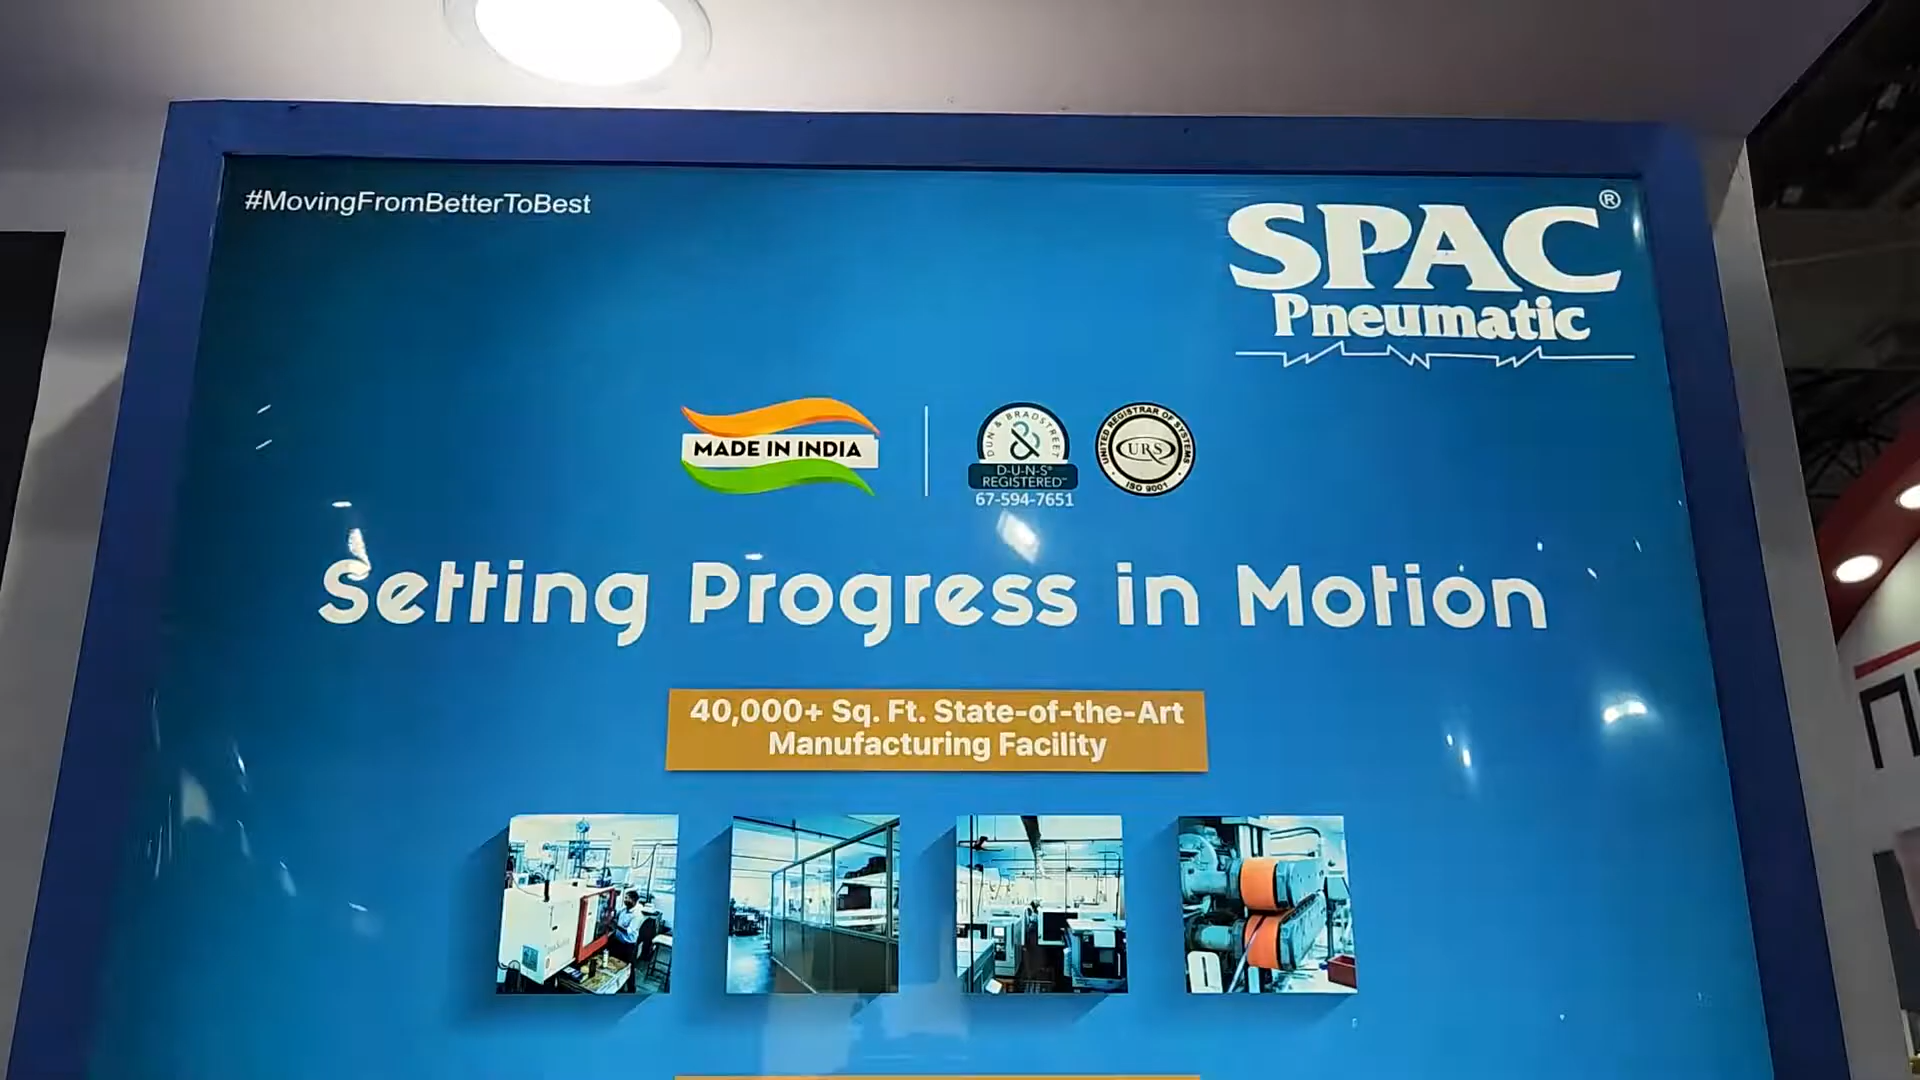 #MovingFromBetterToBest
SPAC®
Pneumatic
MADE IN INDIA
DUN & BRADSTREET
D-U-N-S®
REGISTERED™
67-594-7651
UNITED REGISTRAR OF SYSTEMS
URS
ISO 9001
Setting Progress in Motion
40,000+ Sq. Ft. State-of-the-Art
Manufacturing Facility